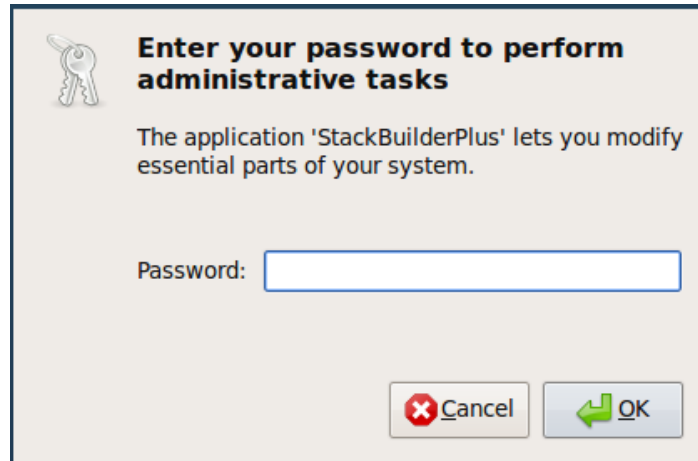 Enter your password to perform
administrative tasks
The application 'StackBuilderPlus' lets you modify
essential parts of your system.
Password:
Cancel
OK